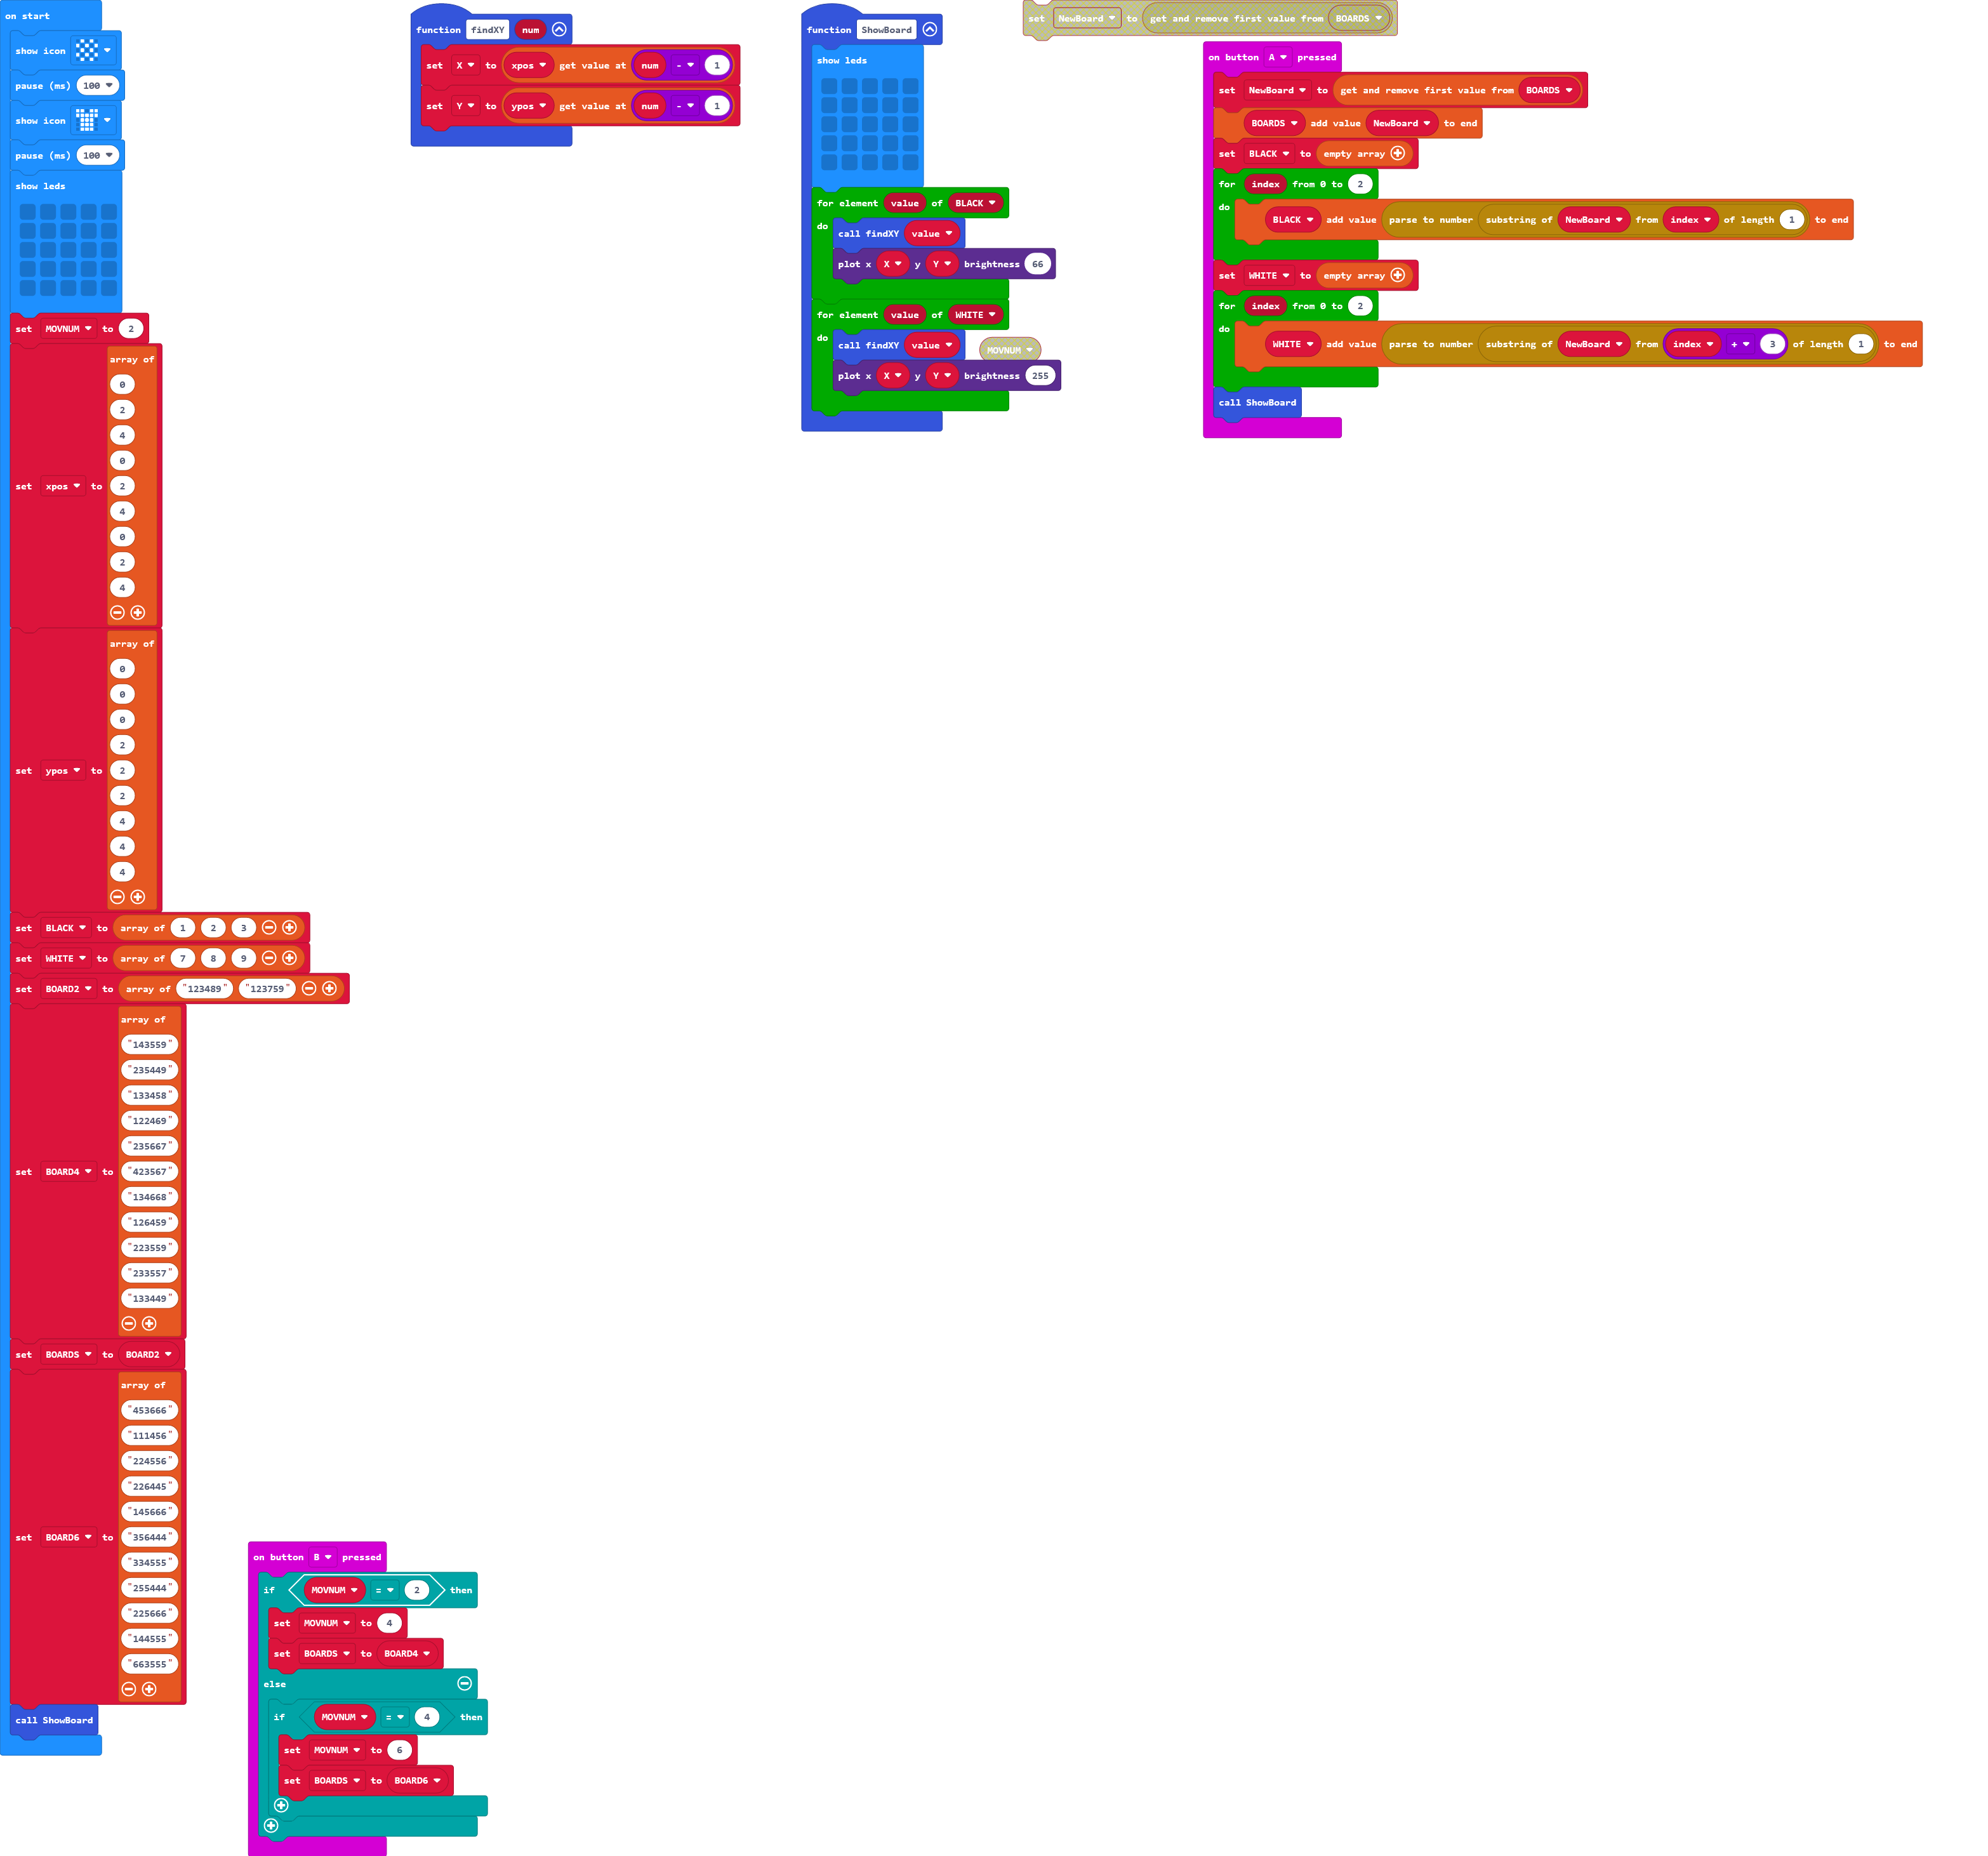 on start
show icon
pause (ms) 100
show icon
pause (ms) 100
show leds
set MOVNUM to 2
set xpos to array of
0
2
4
0
2
4
0
2
4
set ypos to array of
0
0
0
2
2
2
4
4
4
set BLACK to array of 1 2 3
set WHITE to array of 7 8 9
set BOARD2 to array of "123489" "123759"
set BOARD4 to array of
"143559"
"235449"
"133458"
"122469"
"235667"
"423567"
"134668"
"126459"
"223559"
"233557"
"133449"
set BOARDS to BOARD2
set BOARD6 to array of
"453666"
"111456"
"224556"
"226445"
"145666"
"356444"
"334555"
"255444"
"225666"
"144555"
"663555"
call ShowBoard
function findXY num
set X to xpos get value at num - 1
set Y to ypos get value at num - 1
function ShowBoard
show leds
for element value of BLACK
do
call findXY value
plot x X y Y brightness 66
for element value of WHITE
do
call findXY value
plot x X y Y brightness 255
MOVNUM
set NewBoard to get and remove first value from BOARDS
on button A pressed
set NewBoard to get and remove first value from BOARDS
BOARDS add value NewBoard to end
set BLACK to empty array
for index from 0 to 2
do
BLACK add value parse to number substring of NewBoard from index of length 1 to end
set WHITE to empty array
for index from 0 to 2
do
WHITE add value parse to number substring of NewBoard from index + 3 of length 1 to end
call ShowBoard
on button B pressed
if MOVNUM = 2 then
set MOVNUM to 4
set BOARDS to BOARD4
else
if MOVNUM = 4 then
set MOVNUM to 6
set BOARDS to BOARD6